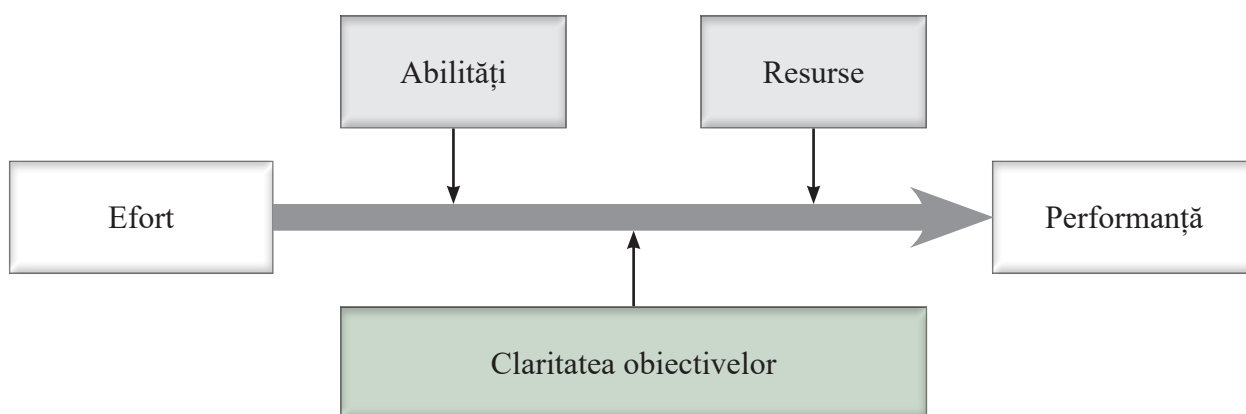 Abilități
Resurse
Efort
Performanță
Claritatea obiectivelor